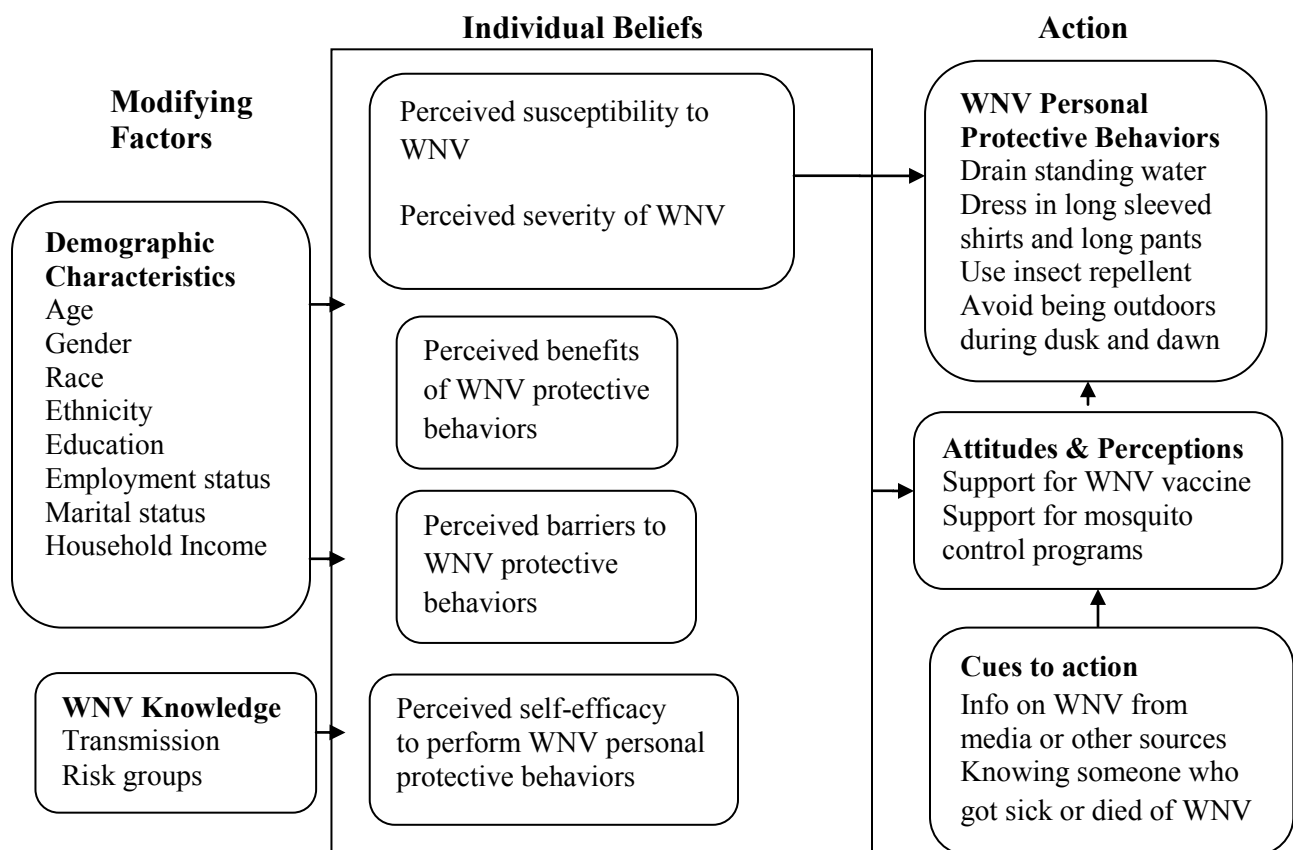 Individual Beliefs
Action
Modifying
Factors
Demographic
Characteristics
Age
Gender
Race
Ethnicity
Education
Employment status
Marital status
Household Income
WNV Knowledge
Transmission
Risk groups
Perceived susceptibility to
WNV
Perceived severity of WNV
Perceived benefits
of WNV protective
behaviors
Perceived barriers to
WNV protective
behaviors
Perceived self-efficacy
to perform WNV personal
protective behaviors
WNV Personal
Protective Behaviors
Drain standing water
Dress in long sleeved
shirts and long pants
Use insect repellent
Avoid being outdoors
during dusk and dawn
Attitudes & Perceptions
Support for WNV vaccine
Support for mosquito
control programs
Cues to action
Info on WNV from
media or other sources
Knowing someone who
got sick or died of WNV